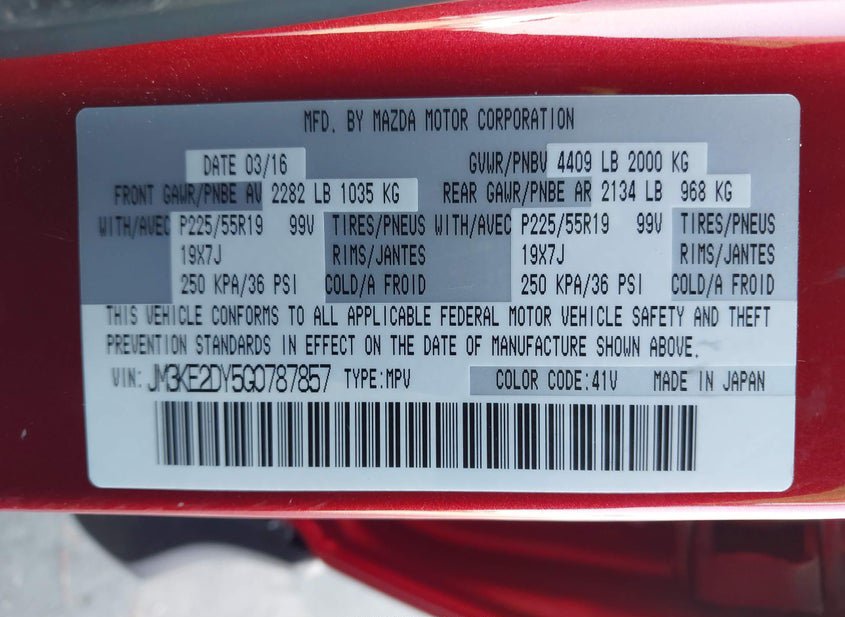 MFD. BY MAZDA MOTOR CORPORATION
DATE 03/16 GVWR/PNBV 4409 LB 2000 KG
FRONT GAWR/PNBE AV 2282 LB 1035 KG REAR GAWR/PNBE AR 2134 LB 968 KG
WITH/AVEC P225/55R19 99V TIRES/PNEUS WITH/AVEC P225/55R19 99V TIRES/PNEUS
19X7J RIMS/JANTES 19X7J RIMS/JANTES
250 KPA/36 PSI COLD/A FROID 250 KPA/36 PSI COLD/A FROID
THIS VEHICLE CONFORMS TO ALL APPLICABLE FEDERAL MOTOR VEHICLE SAFETY AND THEFT
PREVENTION STANDARDS IN EFFECT ON THE DATE OF MANUFACTURE SHOWN ABOVE.
VIN: JM3KE2DY5G0787857 TYPE:MPV COLOR CODE:41V MADE IN JAPAN